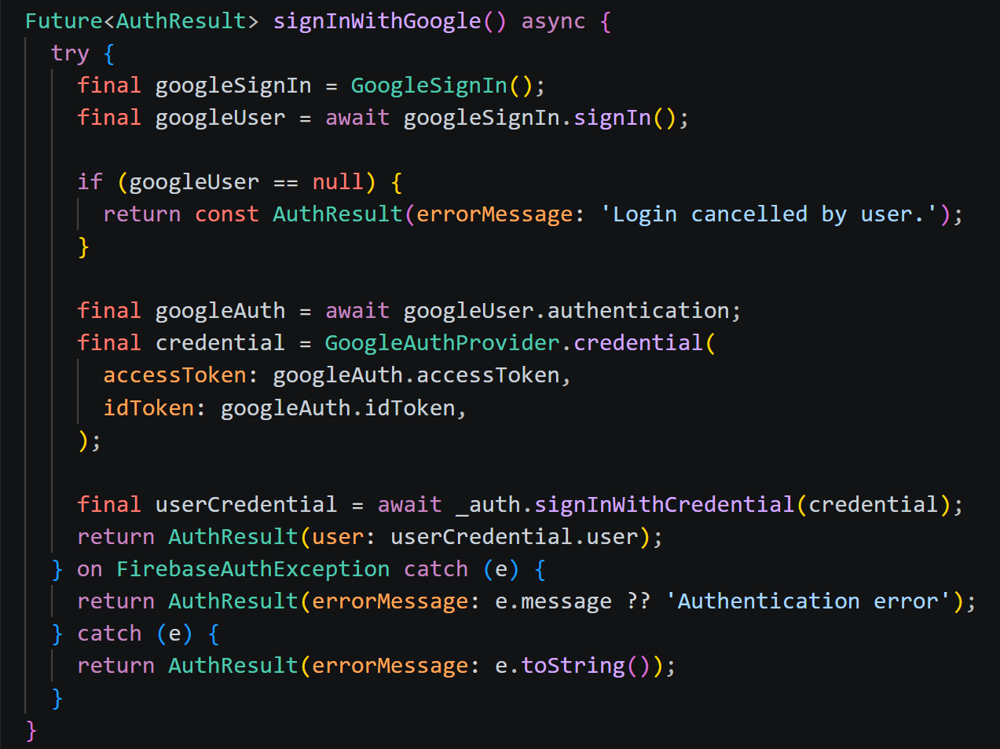 Future<AuthResult> signInWithGoogle() async {
  try {
    final googleSignIn = GoogleSignIn();
    final googleUser = await googleSignIn.signIn();

    if (googleUser == null) {
      return const AuthResult(errorMessage: 'Login cancelled by user.');
    }

    final googleAuth = await googleUser.authentication;
    final credential = GoogleAuthProvider.credential(
      accessToken: googleAuth.accessToken,
      idToken: googleAuth.idToken,
    );

    final userCredential = await _auth.signInWithCredential(credential);
    return AuthResult(user: userCredential.user);
  } on FirebaseAuthException catch (e) {
    return AuthResult(errorMessage: e.message ?? 'Authentication error');
  } catch (e) {
    return AuthResult(errorMessage: e.toString());
  }
}